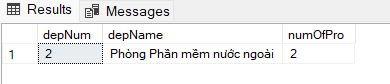 Results Messages
depNum depName numOfPro
1 2 Phòng Phần mềm nước ngoài 2